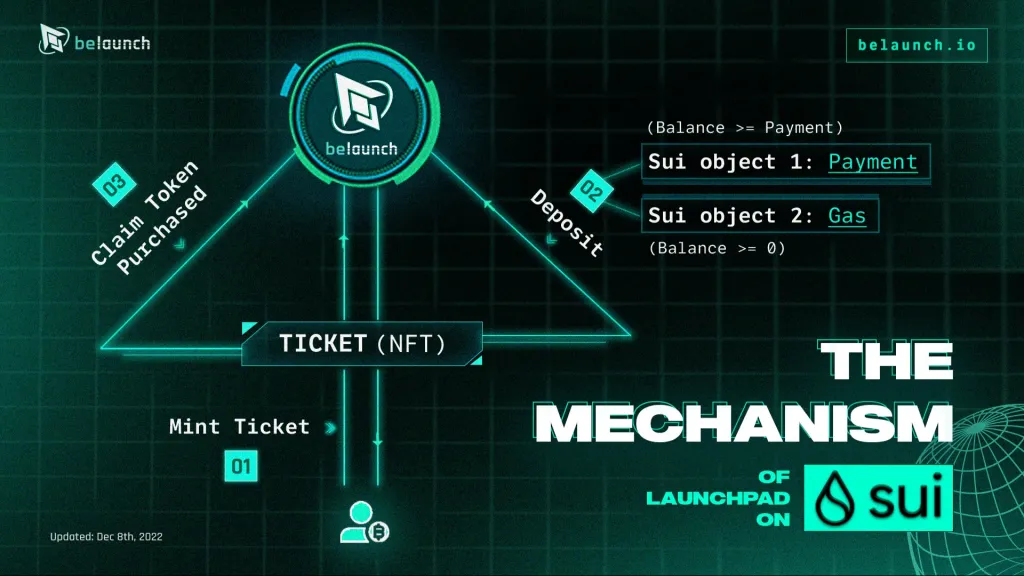 belaunch
belaunch.io
belaunch
(Balance >= Payment)
Sui object 1: Payment
02
Sui object 2: Gas
(Balance >= 0)
Deposit
03
Claim Token
Purchased
TICKET (NFT)
Mint Ticket
01
THE
MECHANISM
OF
LAUNCHPAD
ON
sui
Updated: Dec 8th, 2022